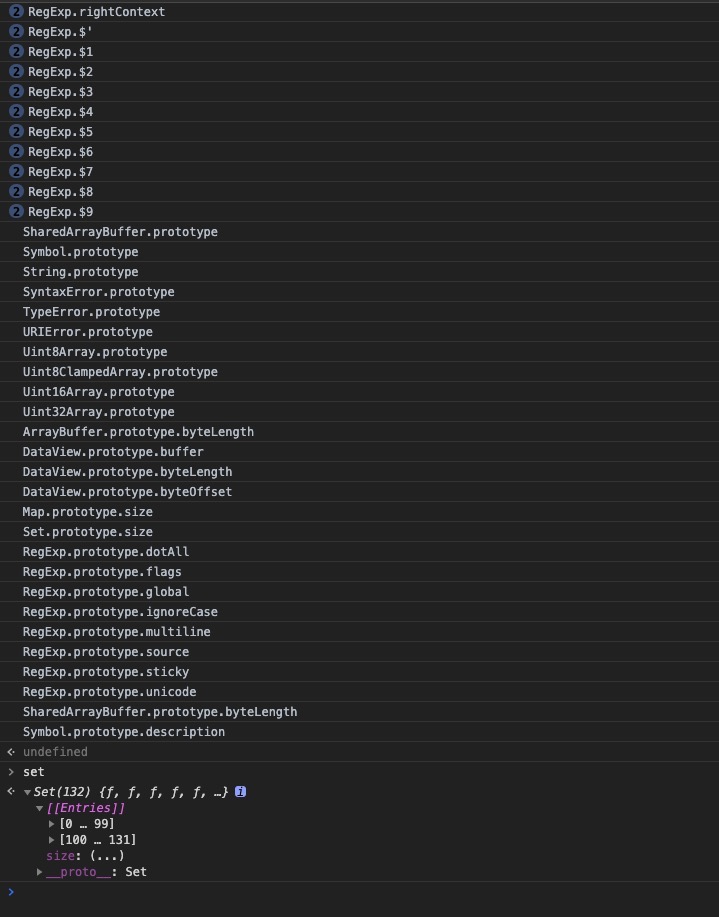 2 RegExp.rightContext
2 RegExp.$'
2 RegExp.$1
2 RegExp.$2
2 RegExp.$3
2 RegExp.$4
2 RegExp.$5
2 RegExp.$6
2 RegExp.$7
2 RegExp.$8
2 RegExp.$9
SharedArrayBuffer.prototype
Symbol.prototype
String.prototype
SyntaxError.prototype
TypeError.prototype
URIError.prototype
Uint8Array.prototype
Uint8ClampedArray.prototype
Uint16Array.prototype
Uint32Array.prototype
ArrayBuffer.prototype.byteLength
DataView.prototype.buffer
DataView.prototype.byteLength
DataView.prototype.byteOffset
Map.prototype.size
Set.prototype.size
RegExp.prototype.dotAll
RegExp.prototype.flags
RegExp.prototype.global
RegExp.prototype.ignoreCase
RegExp.prototype.multiline
RegExp.prototype.source
RegExp.prototype.sticky
RegExp.prototype.unicode
SharedArrayBuffer.prototype.byteLength
Symbol.prototype.description
undefined
> set
Set(132) {ƒ, ƒ, ƒ, ƒ, ƒ, …} i
[[Entries]]
[0 … 99]
[100 … 131]
size: (...)
__proto__: Set
>